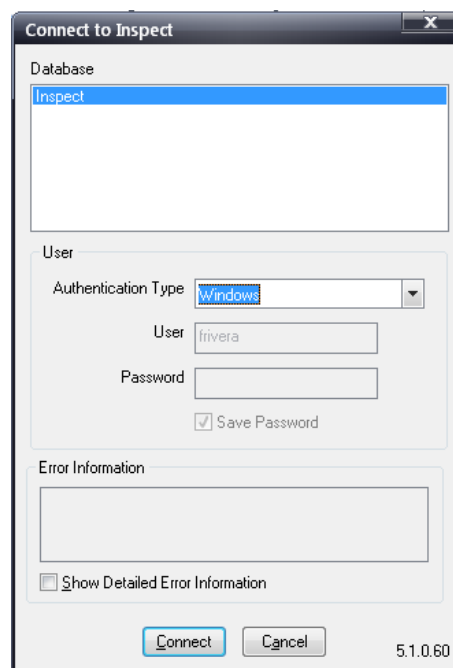 Connect to Inspect
Database
Inspect
User
Authentication Type Windows
User frivera
Password
Save Password
Error Information
Show Detailed Error Information
Connect Cancel
5.1.0.60